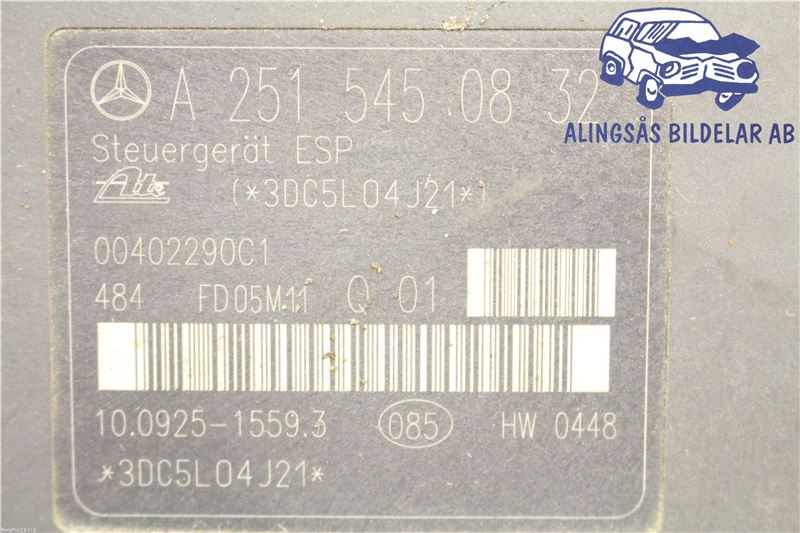 A 251 545 08 32
ALINGSÅS BILDELAR AB
Steuergerät ESP
Ate (*3DC5L04J21*)
00402290C1
484 FD05M11 Q 01
10.0925-1559.3 085 HW 0448
*3DC5L04J21*